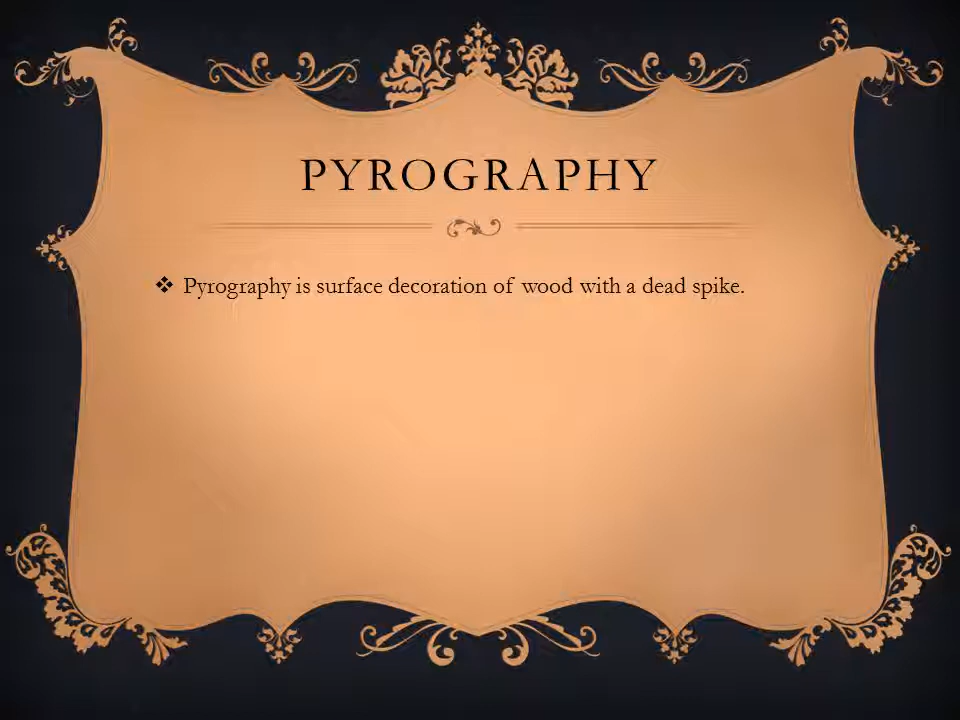 PYROGRAPHY
❖ Pyrography is surface decoration of wood with a dead spike.